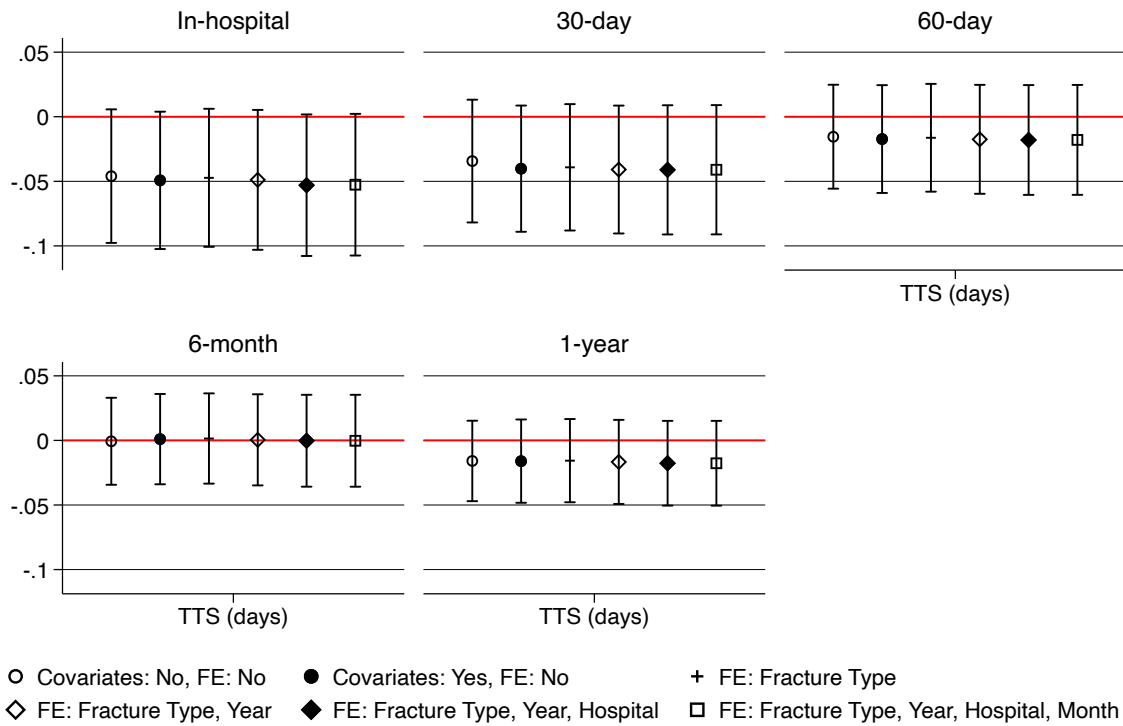 In-hospital 30-day 60-day
.05
0
-.05
-.1
TTS (days)
6-month 1-year
.05
0
-.05
-.1
TTS (days) TTS (days)
Covariates: No, FE: No Covariates: Yes, FE: No FE: Fracture Type
FE: Fracture Type, Year FE: Fracture Type, Year, Hospital FE: Fracture Type, Year, Hospital, Month